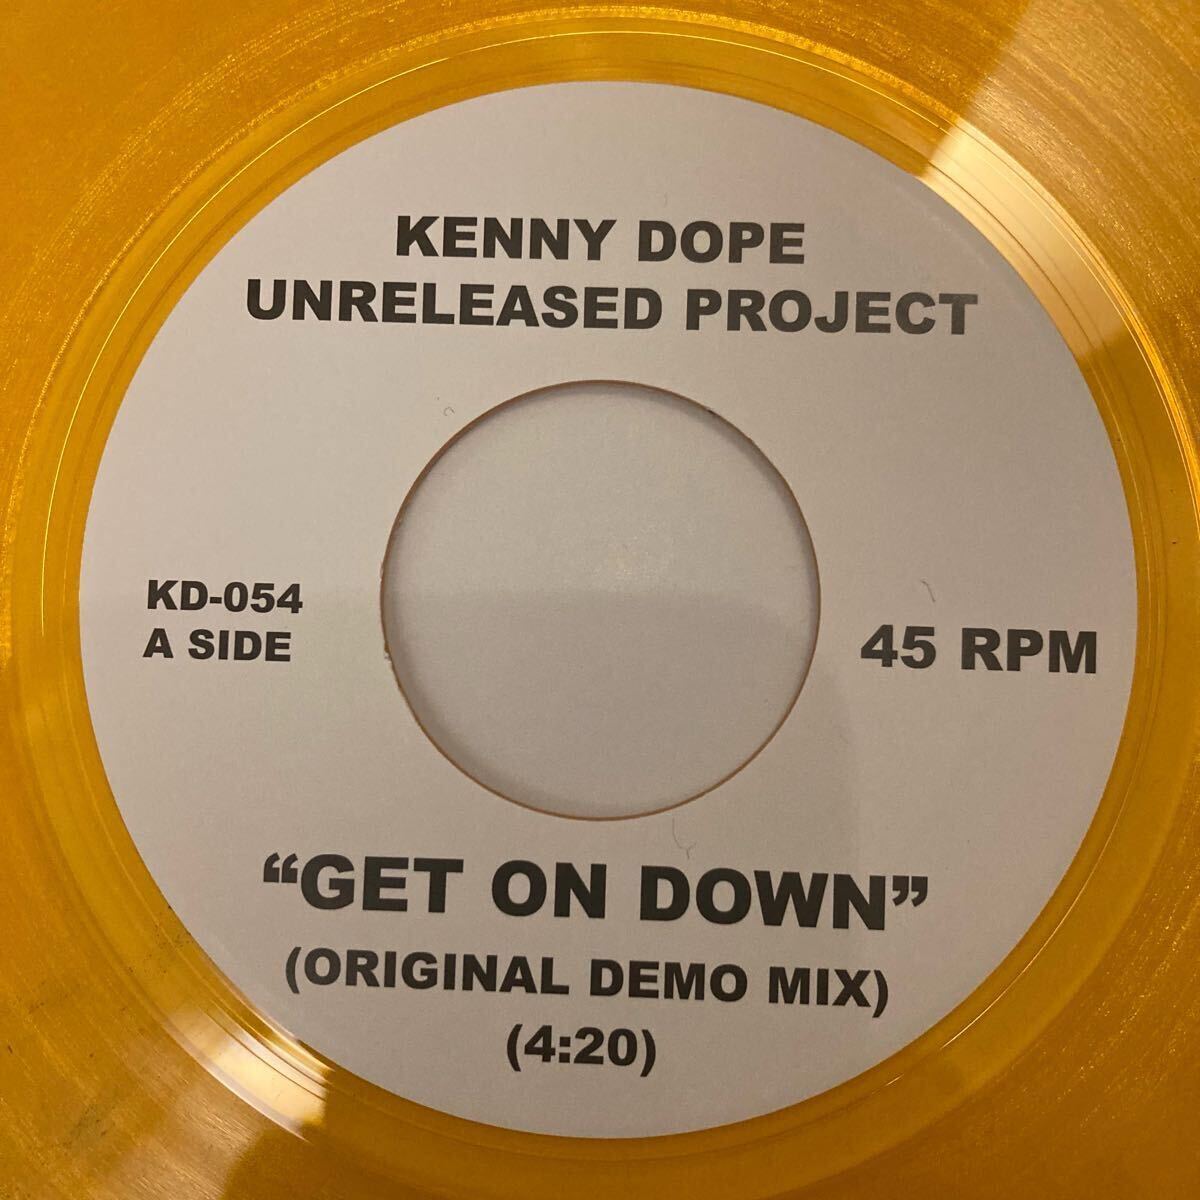 KENNY DOPE
UNRELEASED PROJECT
KD-054
A SIDE
45 RPM
“GET ON DOWN”
(ORIGINAL DEMO MIX)
(4:20)